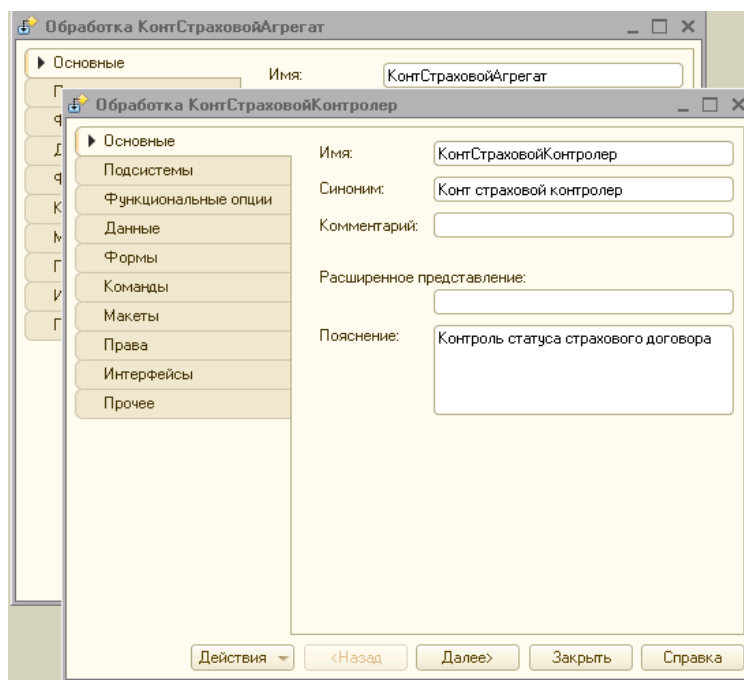 Обработка КонтСтраховойАгрегат
Основные
Имя: КонтСтраховойАгрегат
Обработка КонтСтраховойКонтролер
Основные
Подсистемы
Функциональные опции
Данные
Формы
Команды
Макеты
Права
Интерфейсы
Прочее
Имя: КонтСтраховойКонтролер
Синоним: Конт страховой контролер
Комментарий:
Расширенное представление:
Пояснение: Контроль статуса страхового договора
Действия
<Назад
Далее>
Закрыть
Справка